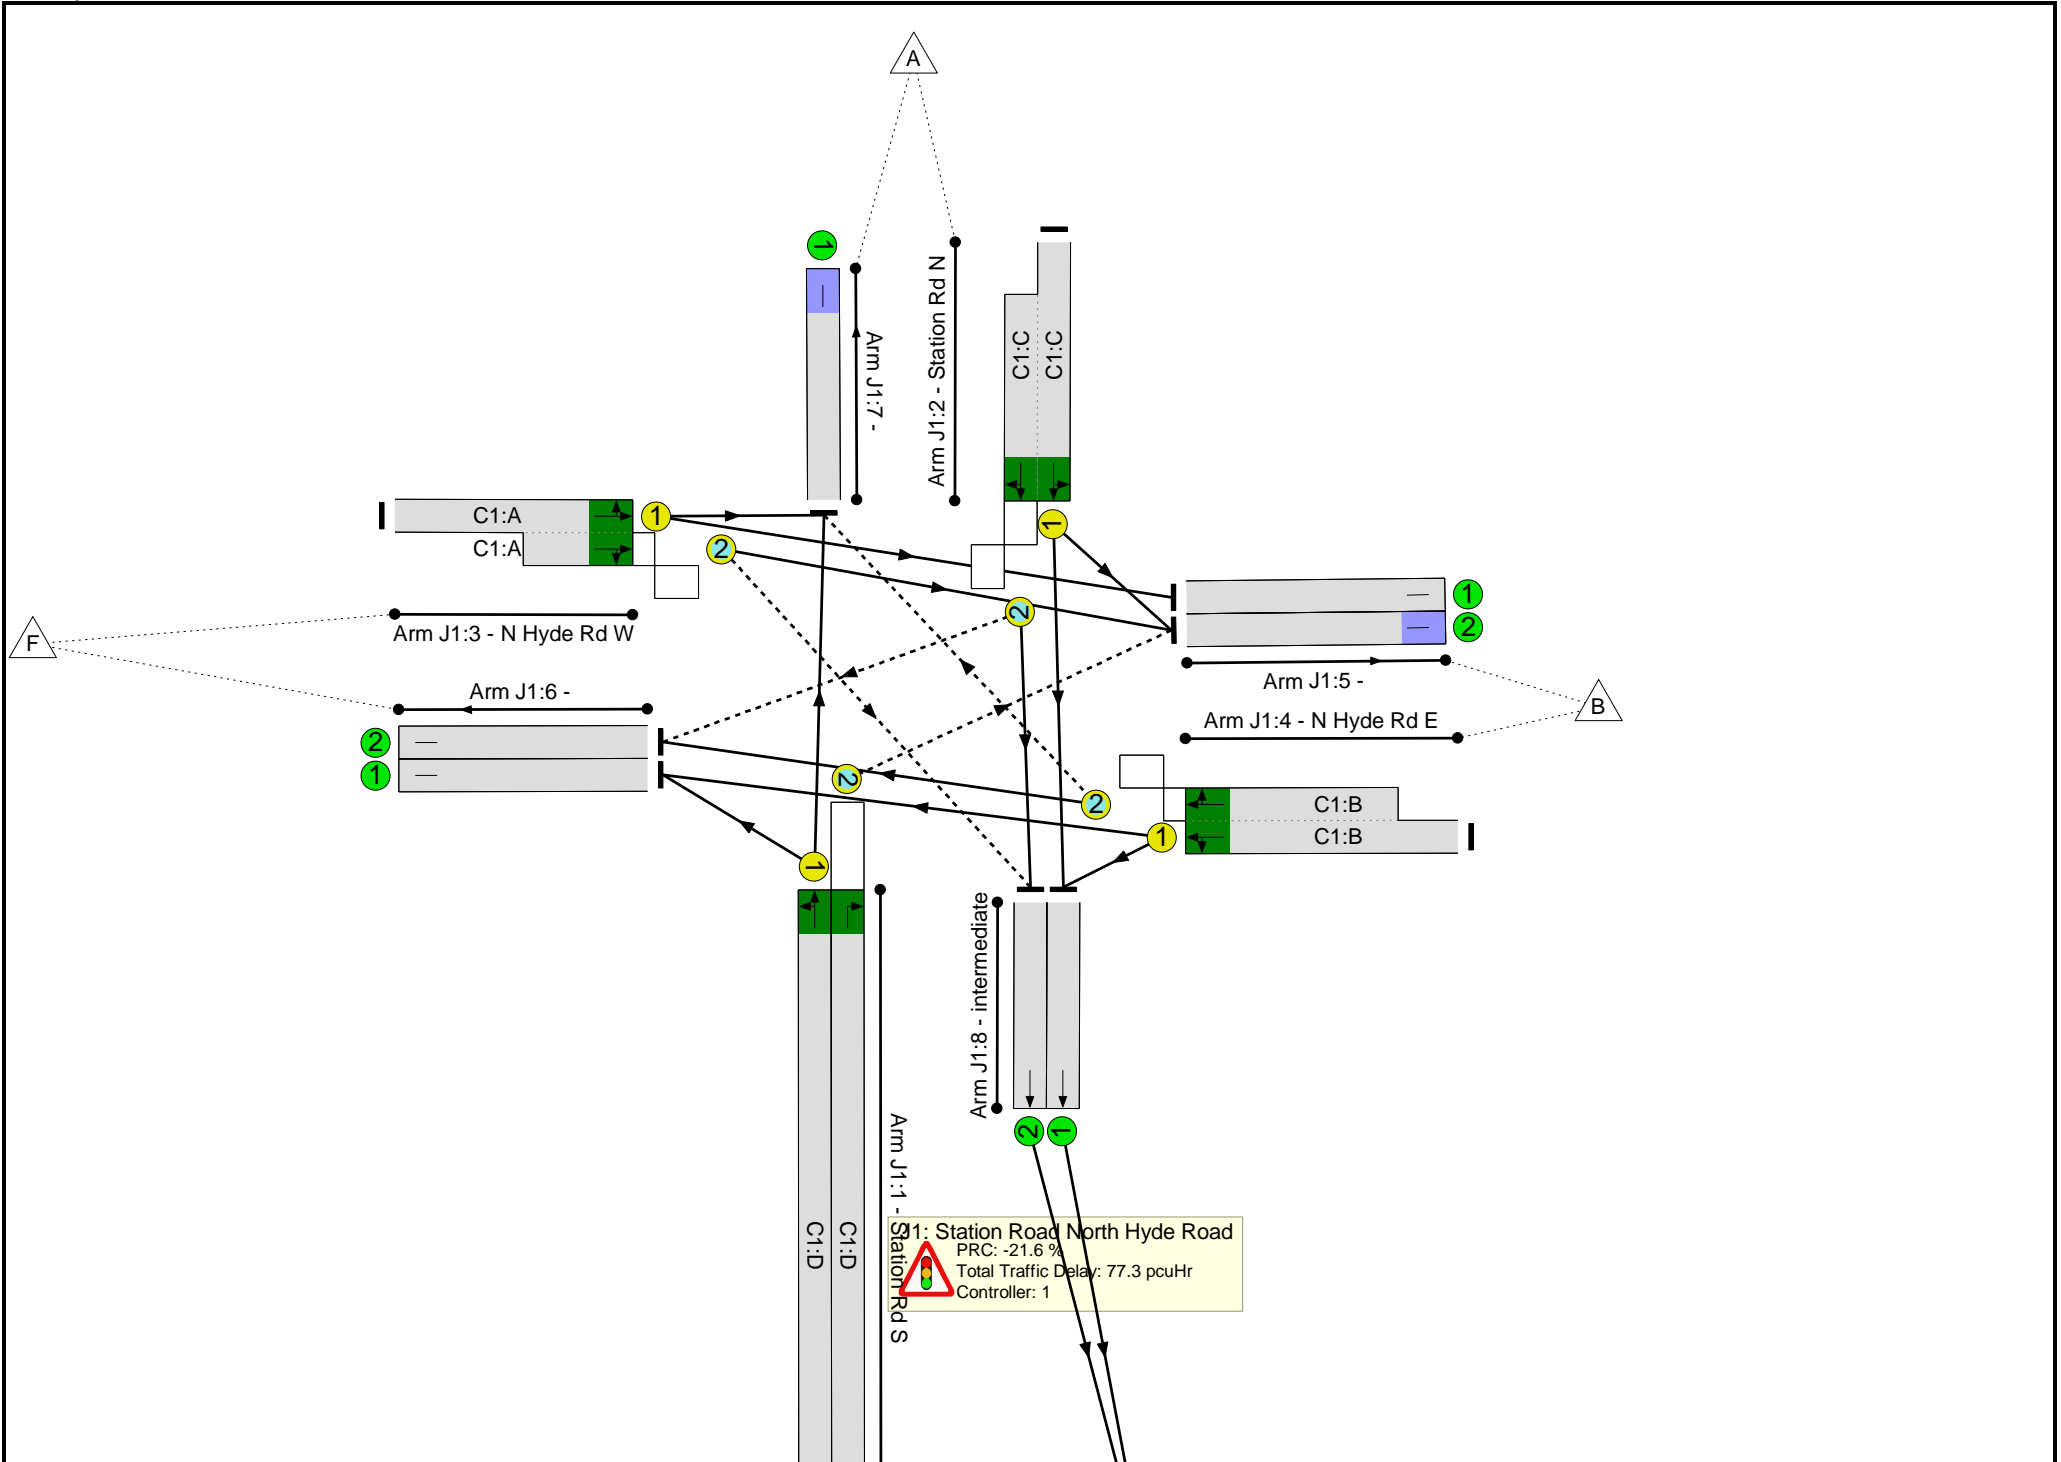 A
1
Arm J1:7 -
Arm J1:2 - Station Rd N
C1:C
C1:C
C1:A
C1:A
1
2
1
2
1
2
F
Arm J1:3 - N Hyde Rd W
Arm J1:6 -
2
1
Arm J1:5 -
B
Arm J1:4 - N Hyde Rd E
2
2
1
C1:B
C1:B
1
Arm J1:8 - intermediate
2
1
C1:D
C1:D
Arm J1:1 - Station Rd S
J1: Station Road North Hyde Road
PRC: -21.6 %
Total Traffic Delay: 77.3 pcuHr
Controller: 1